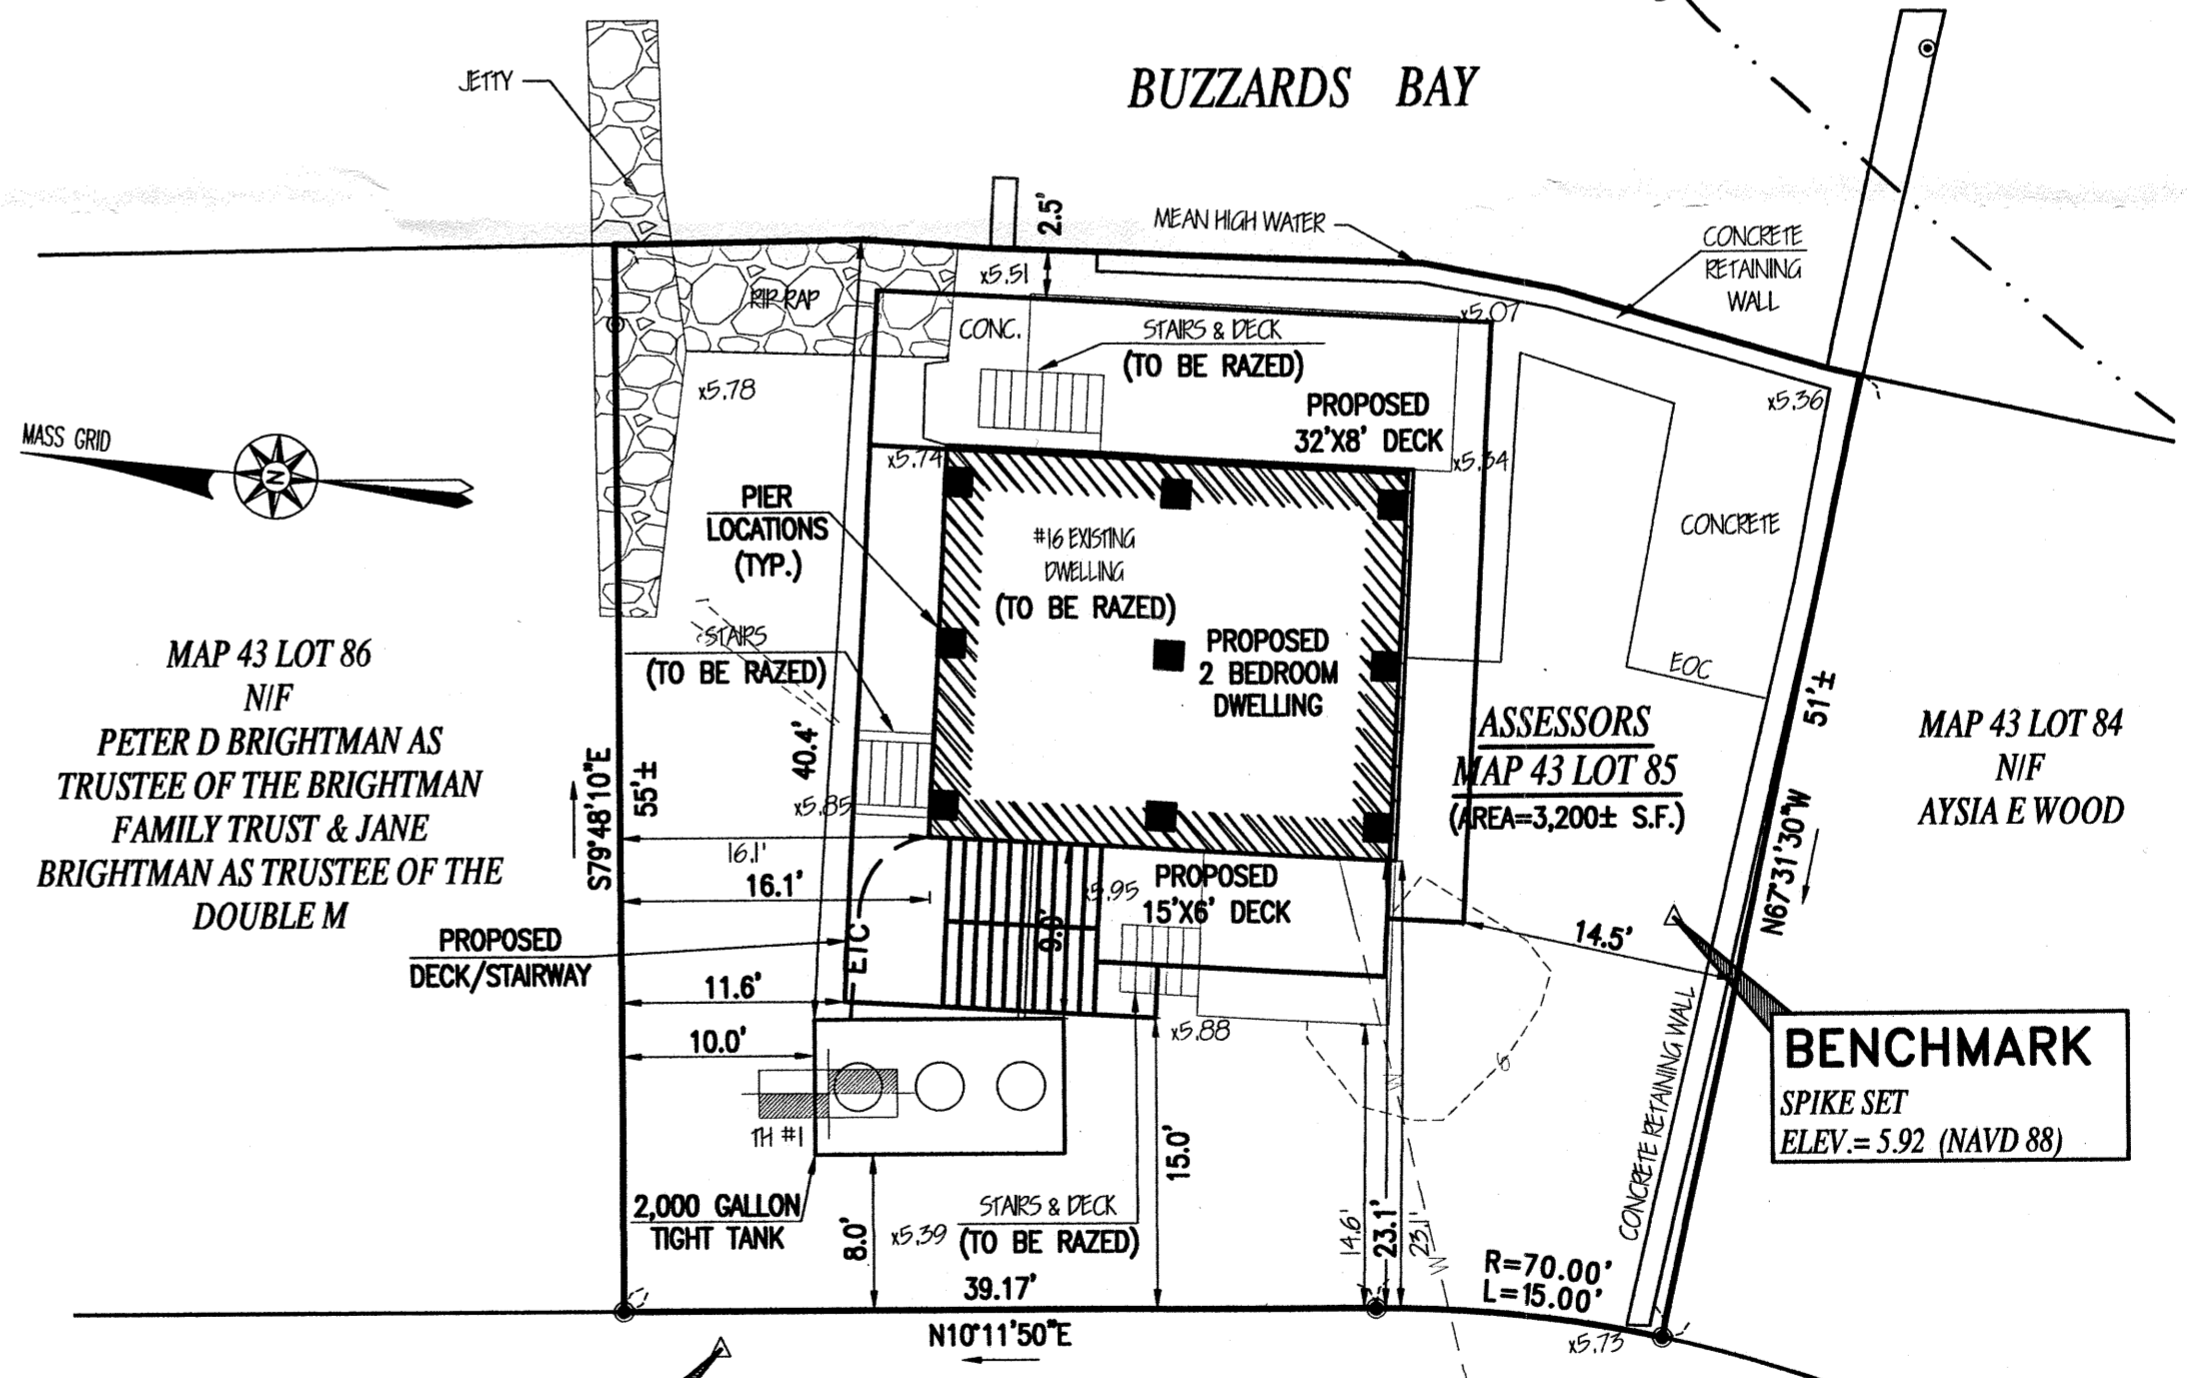 JETTY
BUZZARDS BAY
2.5'
MEAN HIGH WATER
CONCRETE
RETAINING
WALL
x5.51
RIP-RAP
CONC.
STAIRS & DECK
(TO BE RAZED)
x5.07
x5.78
PROPOSED
32'X8' DECK
x5.36
MASS GRID
N
x5.74
x5.34
PIER
LOCATIONS
(TYP.)
#16 EXISTING
DWELLING
(TO BE RAZED)
CONCRETE
STAIRS
(TO BE RAZED)
PROPOSED
2 BEDROOM
DWELLING
EOC
MAP 43 LOT 86
N/F
PETER D BRIGHTMAN AS
TRUSTEE OF THE BRIGHTMAN
FAMILY TRUST & JANE
BRIGHTMAN AS TRUSTEE OF THE
DOUBLE M
S79°48'10"E
55'±
40.4'
x5.85
ASSESSORS
MAP 43 LOT 85
(AREA=3,200± S.F.)
51'±
N67°31'30"W
MAP 43 LOT 84
N/F
AYSIA E WOOD
16.1'
16.1'
x5.95
PROPOSED
15'X6' DECK
9.0'
ETC
14.5'
PROPOSED
DECK/STAIRWAY
11.6'
10.0'
x5.88
6
W
BENCHMARK
SPIKE SET
ELEV.= 5.92 (NAVD 88)
CONCRETE RETAINING WALL
TH #1
15.0'
2,000 GALLON
TIGHT TANK
8.0'
x5.39
STAIRS & DECK
(TO BE RAZED)
14.6'
23.1'
23.1'
W
R=70.00'
L=15.00'
39.17'
N10°11'50"E
x5.73